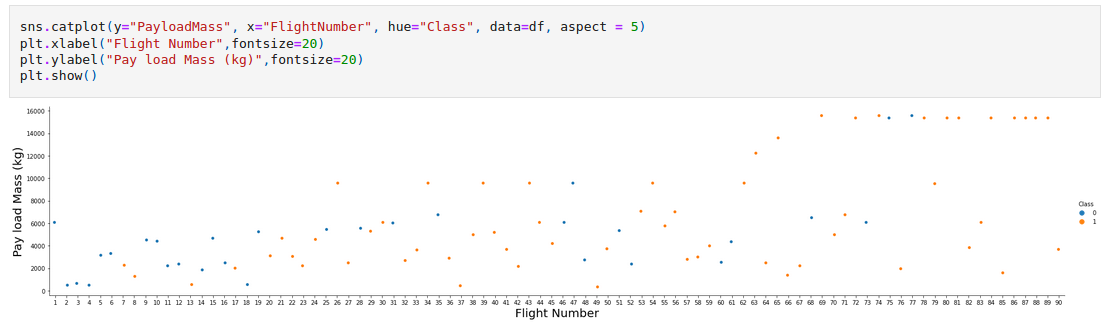 sns.catplot(y="PayloadMass", x="FlightNumber", hue="Class", data=df, aspect = 5)
plt.xlabel("Flight Number",fontsize=20)
plt.ylabel("Pay load Mass (kg)",fontsize=20)
plt.show()
16000
14000
12000
10000
8000
6000
4000
2000
0
Pay load Mass (kg)
1 2 3 4 5 6 7 8 9 10 11 12 13 14 15 16 17 18 19 20 21 22 23 24 25 26 27 28 29 30 31 32 33 34 35 36 37 38 39 40 41 42 43 44 45 46 47 48 49 50 51 52 53 54 55 56 57 58 59 60 61 62 63 64 65 66 67 68 69 70 71 72 73 74 75 76 77 78 79 80 81 82 83 84 85 86 87 88 89 90
Flight Number
Class
0
1